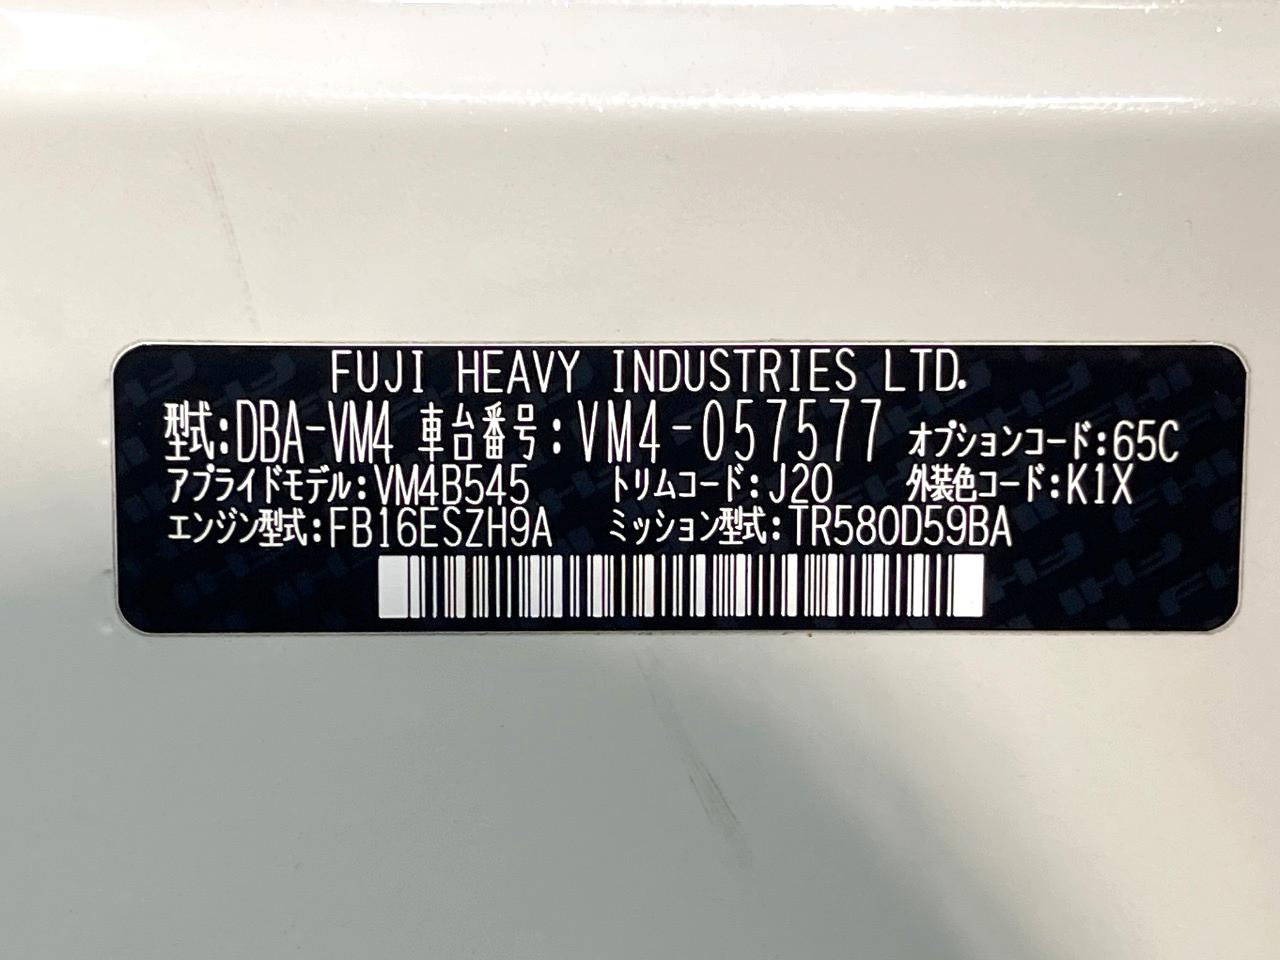 FUJI HEAVY INDUSTRIES LTD.
型式:DBA-VM4 車台番号:VM4-057577 オプションコード:65C
アプライドモデル:VM4B545 トリムコード:J20 外装色コード:K1X
エンジン型式:FB16ESZH9A ミッション型式:TR580D59BA